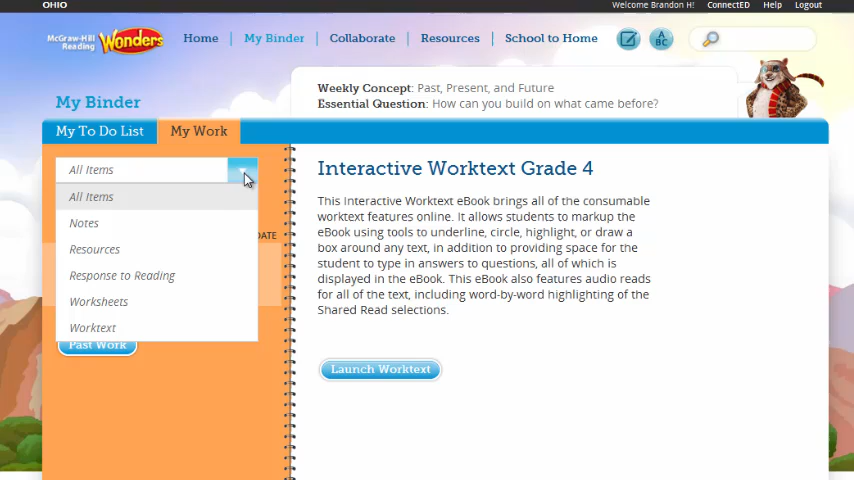 OHIO
Welcome Brandon H! ConnectED Help Logout
McGraw-Hill Reading Wonders
Home My Binder Collaborate Resources School to Home
A BC
Weekly Concept: Past, Present, and Future
Essential Question: How can you build on what came before?
My Binder
My To Do List My Work
All Items
All Items
Notes
Resources
Response to Reading
Worksheets
Worktext
DATE
Past Work
Interactive Worktext Grade 4
This Interactive Worktext eBook brings all of the consumable
worktext features online. It allows students to markup the
eBook using tools to underline, circle, highlight, or draw a
box around any text, in addition to providing space for the
student to type in answers to questions, all of which is
displayed in the eBook. This eBook also features audio reads
for all of the text, including word-by-word highlighting of the
Shared Read selections.
Launch Worktext